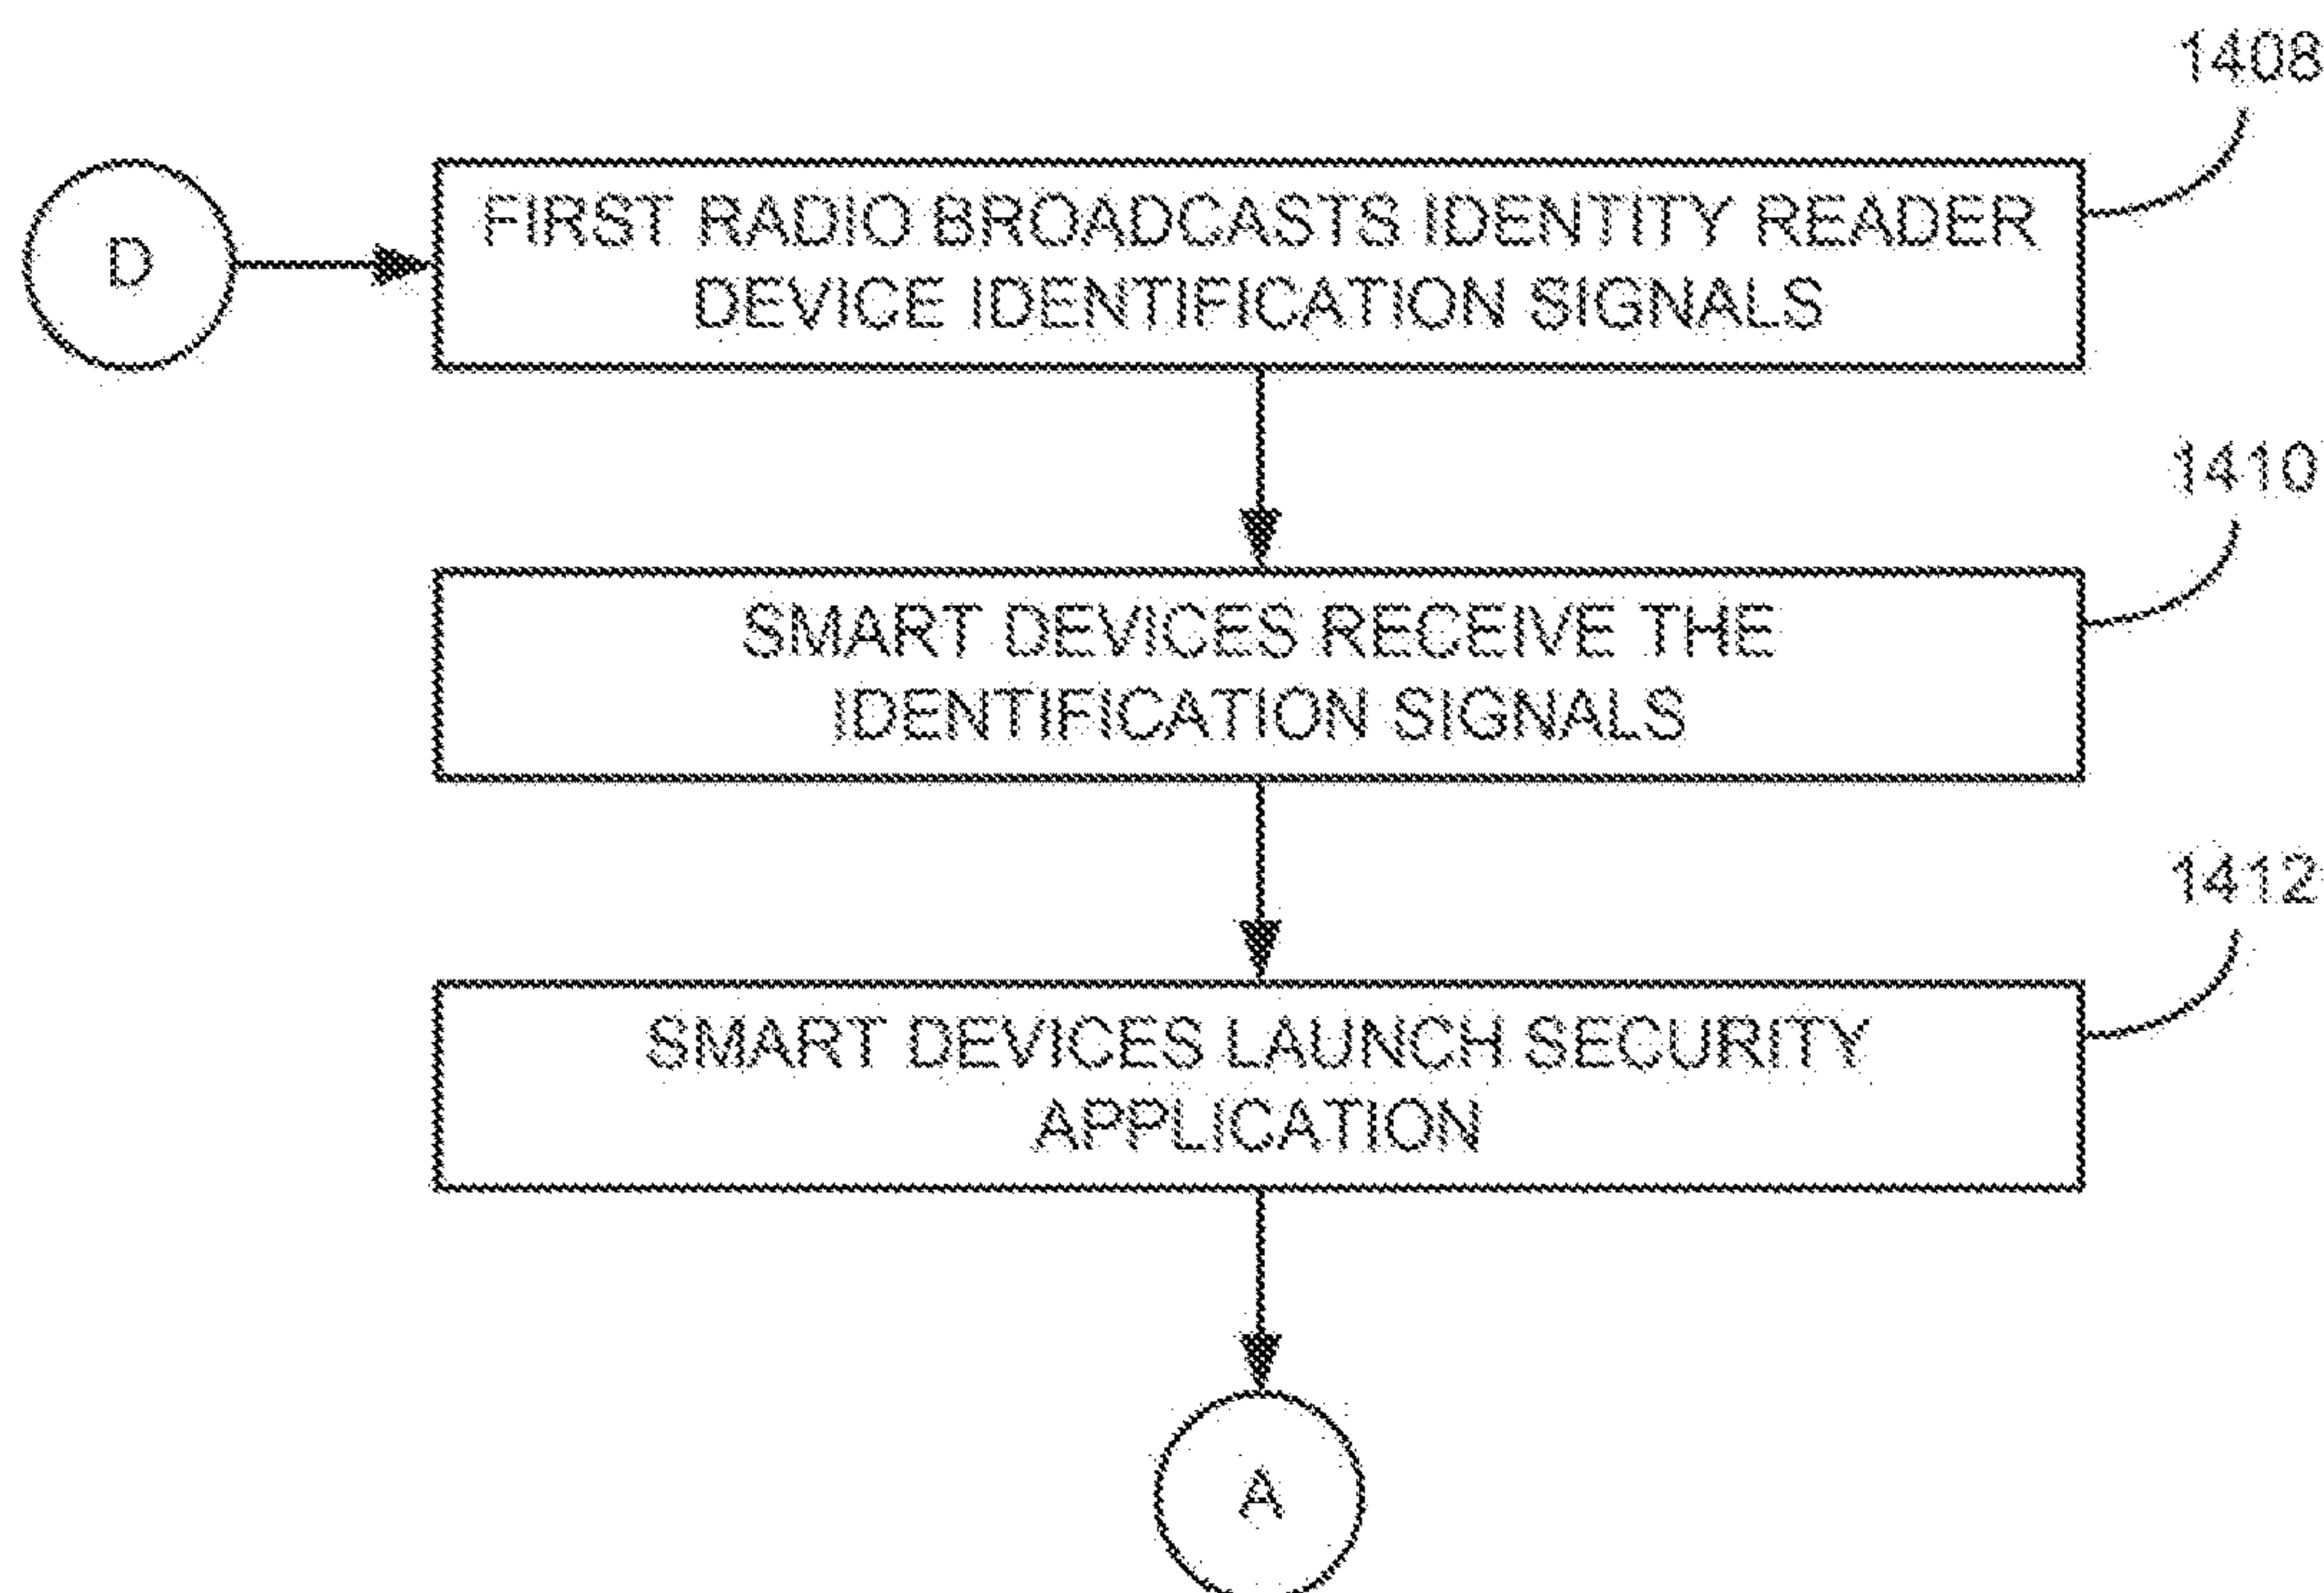 1408
D
FIRST RADIO BROADCASTS IDENTITY READER
DEVICE IDENTIFICATION SIGNALS
1410
SMART DEVICES RECEIVE THE
IDENTIFICATION SIGNALS
1412
SMART DEVICES LAUNCH SECURITY
APPLICATION
A